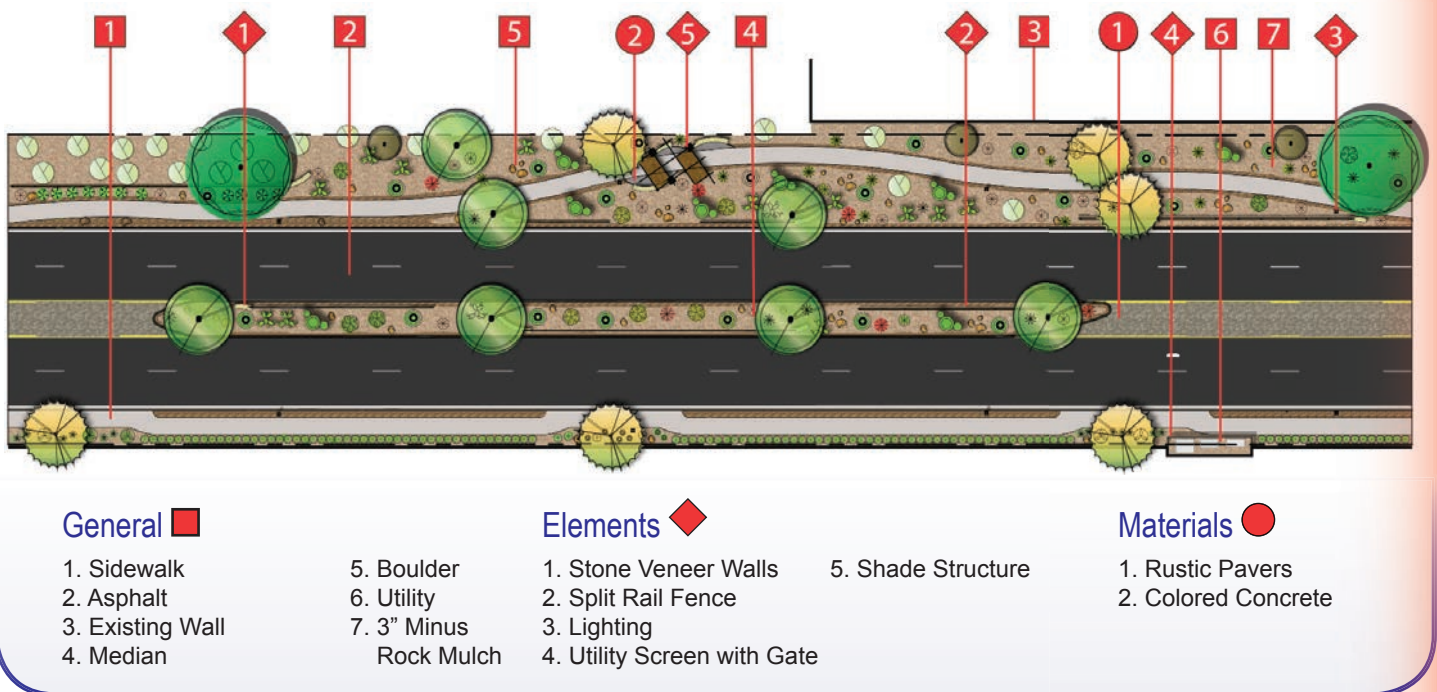 1 1 2 5 2 5 4 2 3 1 4 6 7 3
General
1. Sidewalk
2. Asphalt
3. Existing Wall
4. Median
5. Boulder
6. Utility
7. 3” Minus
Rock Mulch
Elements
1. Stone Veneer Walls
2. Split Rail Fence
3. Lighting
4. Utility Screen with Gate
5. Shade Structure
Materials
1. Rustic Pavers
2. Colored Concrete